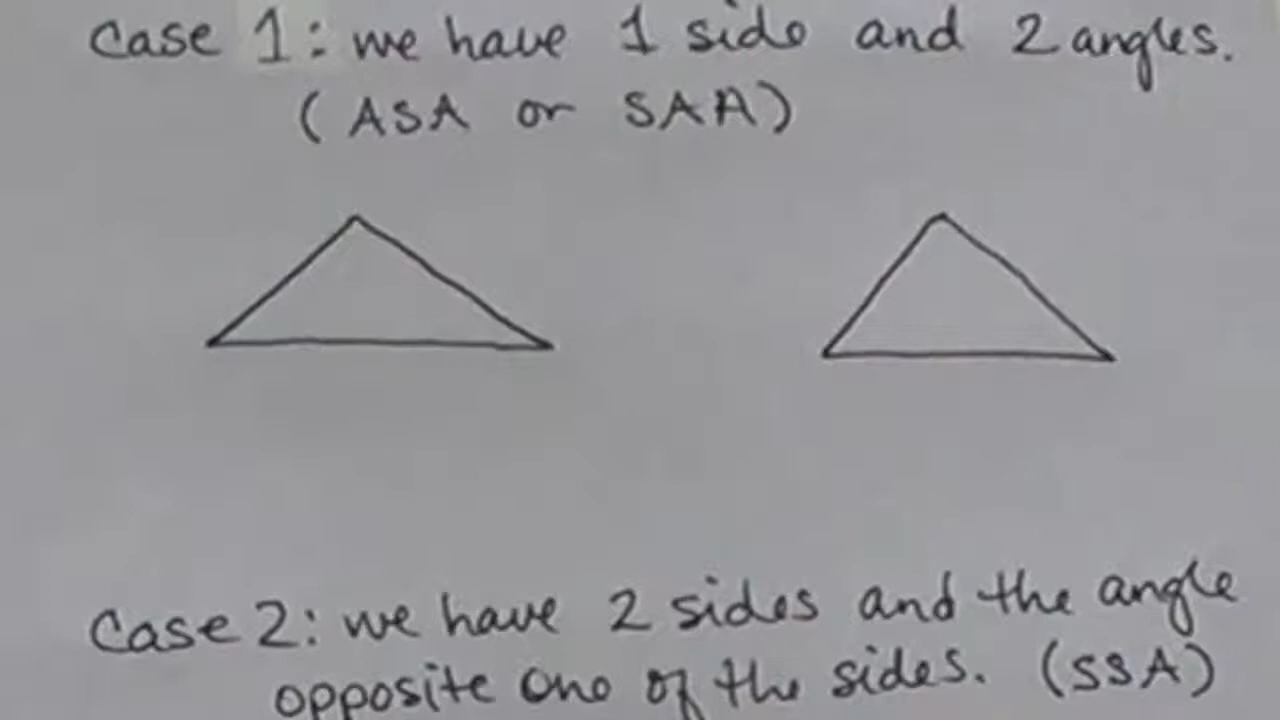 Case 1: we have 1 side and 2 angles.
(ASA or SAA)
Case 2: we have 2 sides and the angle
opposite one of the sides. (SSA)